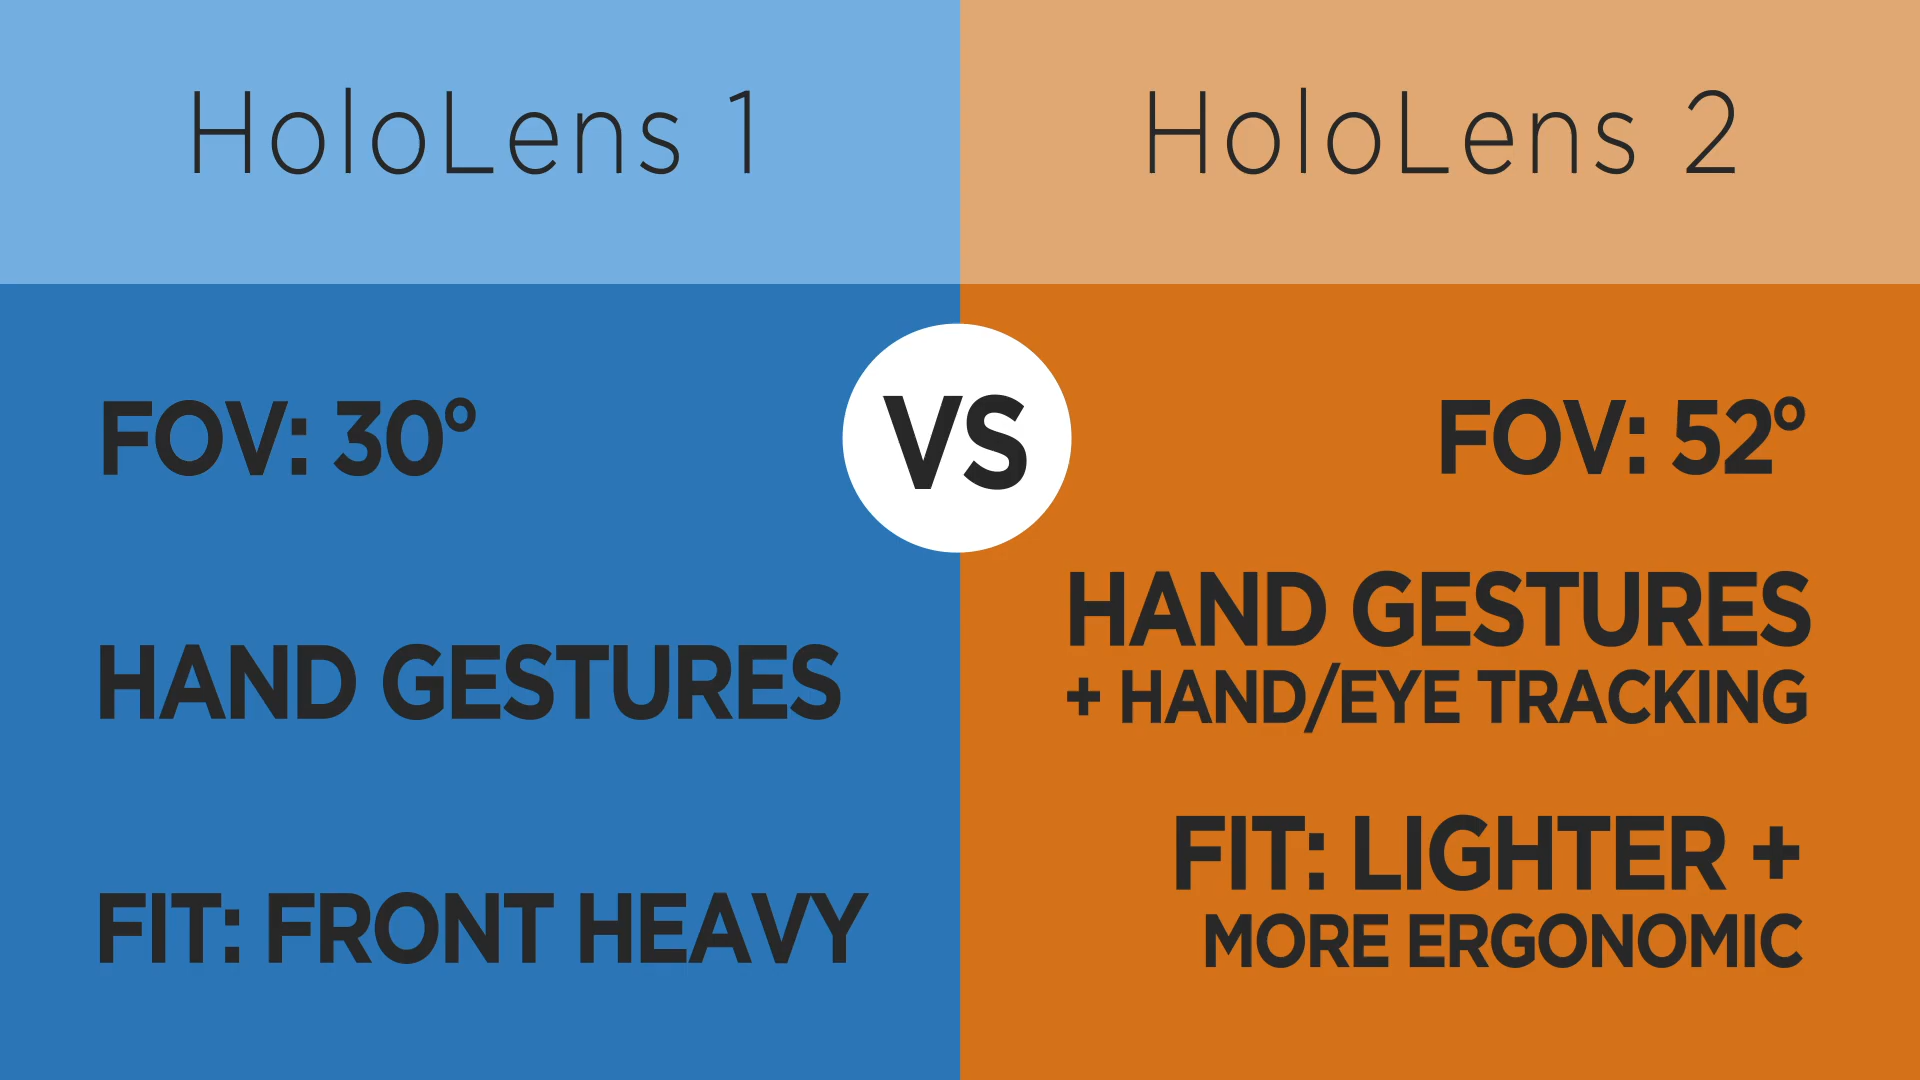 HoloLens 1
HoloLens 2
VS
FOV: 30°
HAND GESTURES
FIT: FRONT HEAVY
FOV: 52°
HAND GESTURES
+ HAND/EYE TRACKING
FIT: LIGHTER +
MORE ERGONOMIC